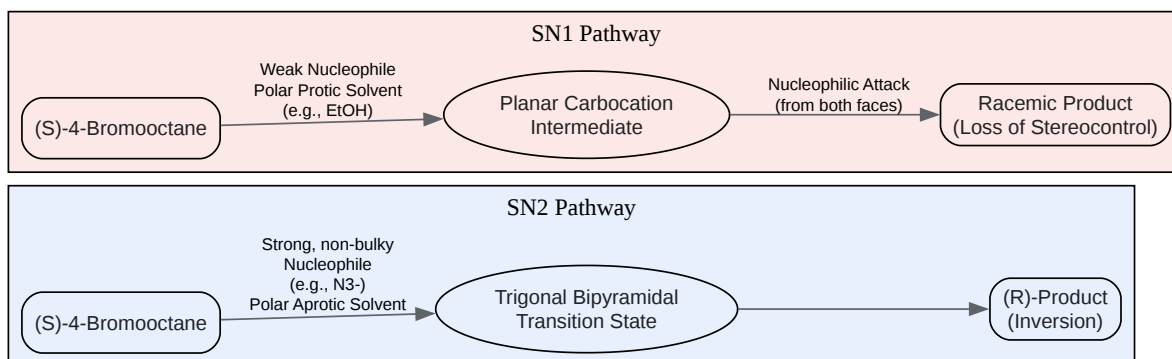 SN1 Pathway
(S)-4-Bromooctane
Weak Nucleophile
Polar Protic Solvent
(e.g., EtOH)
Planar Carbocation
Intermediate
Nucleophilic Attack
(from both faces)
Racemic Product
(Loss of Stereocontrol)
SN2 Pathway
(S)-4-Bromooctane
Strong, non-bulky
Nucleophile
(e.g., N3-)
Polar Aprotic Solvent
Trigonal Bipyramidal
Transition State
(R)-Product
(Inversion)